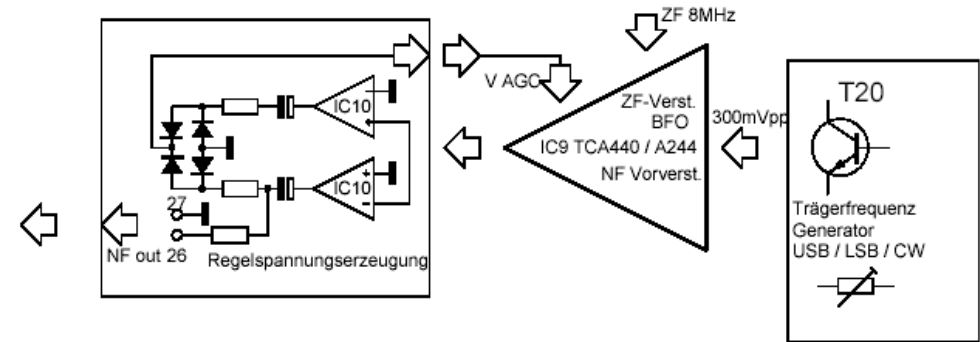 ZF 8MHz
V AGC
T20
IC10
-
+
ZF-Verst.
BFO
300mVpp
IC9 TCA440 / A244
NF Vorverst.
IC10
+
-
27
Trägerfrequenz
Generator
USB / LSB / CW
NF out 26
Regelspannungserzeugung